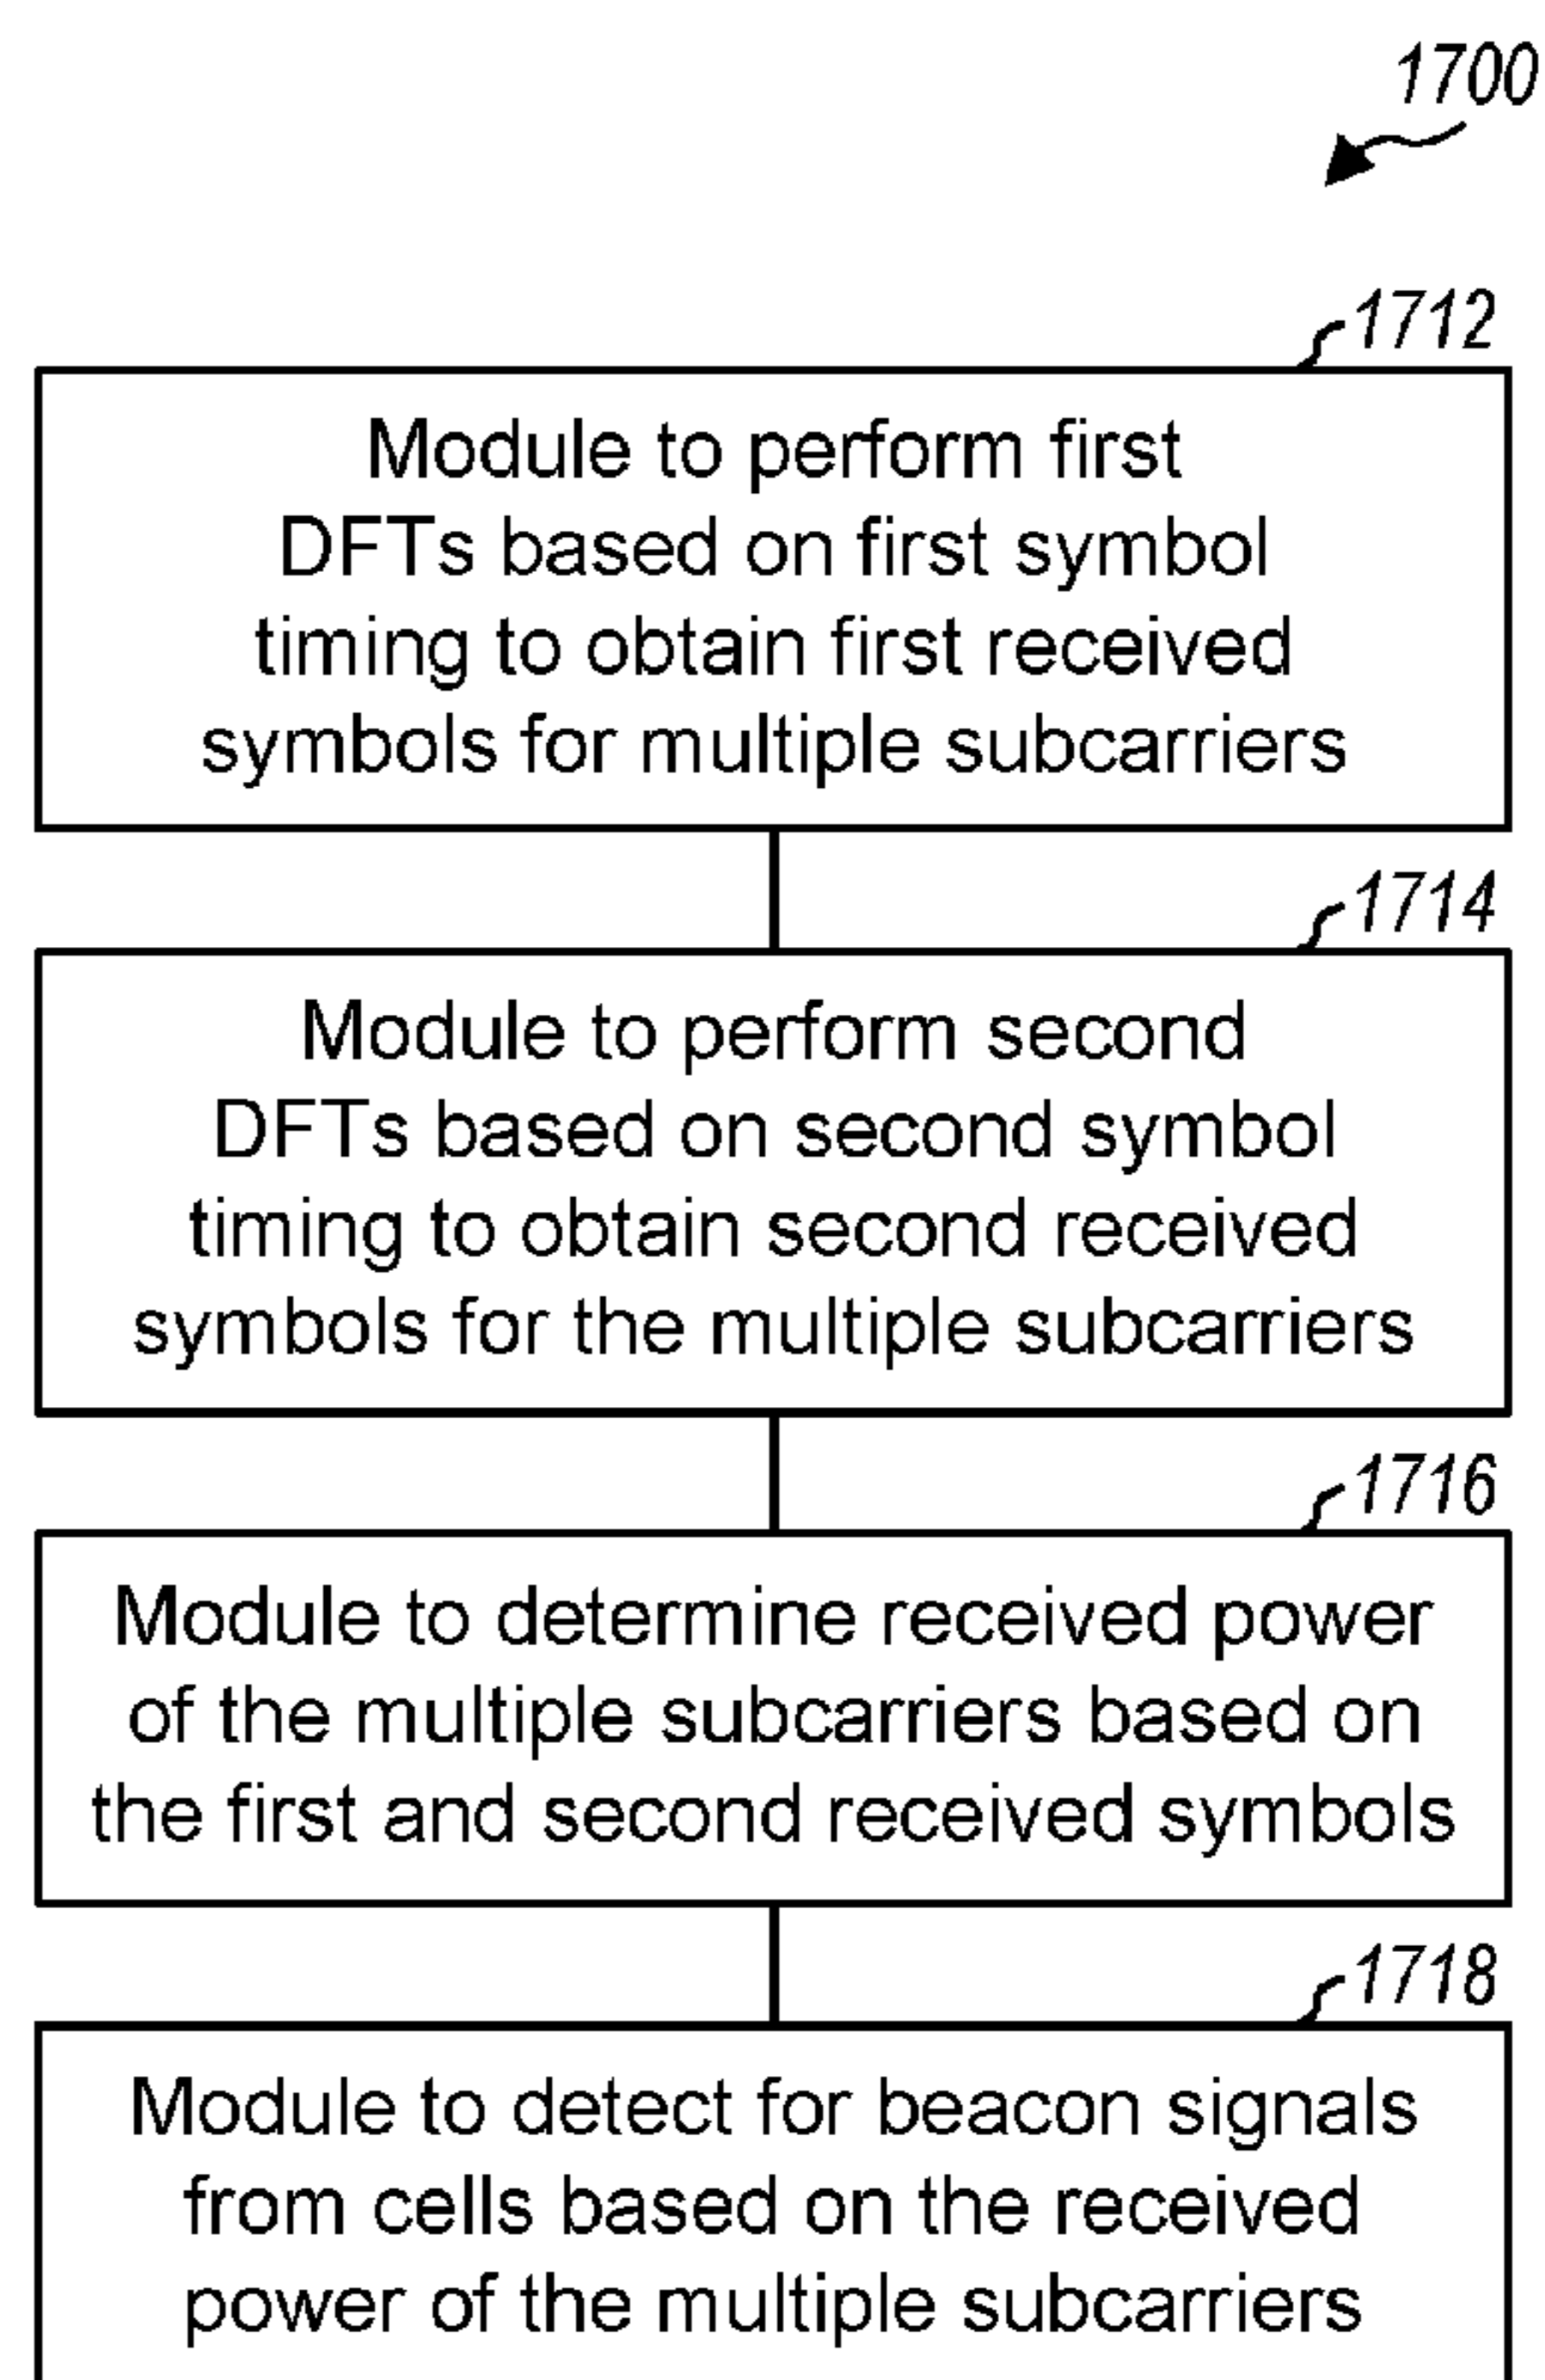 1700
1712
Module to perform first
DFTs based on first symbol
timing to obtain first received
symbols for multiple subcarriers
1714
Module to perform second
DFTs based on second symbol
timing to obtain second received
symbols for the multiple subcarriers
1716
Module to determine received power
of the multiple subcarriers based on
the first and second received symbols
1718
Module to detect for beacon signals
from cells based on the received
power of the multiple subcarriers